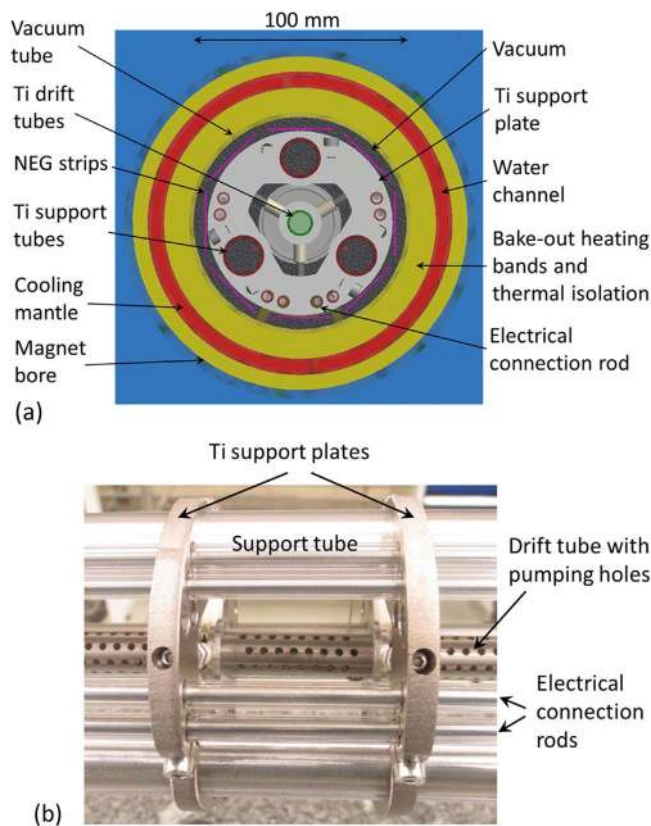 100 mm
Vacuum
tube
Ti drift
tubes
NEG strips
Ti support
tubes
Cooling
mantle
Magnet
bore
Vacuum
Ti support
plate
Water
channel
Bake-out heating
bands and
thermal isolation
Electrical
connection rod
(a)
Ti support plates
Support tube
Drift tube with
pumping holes
Electrical
connection
rods
(b)